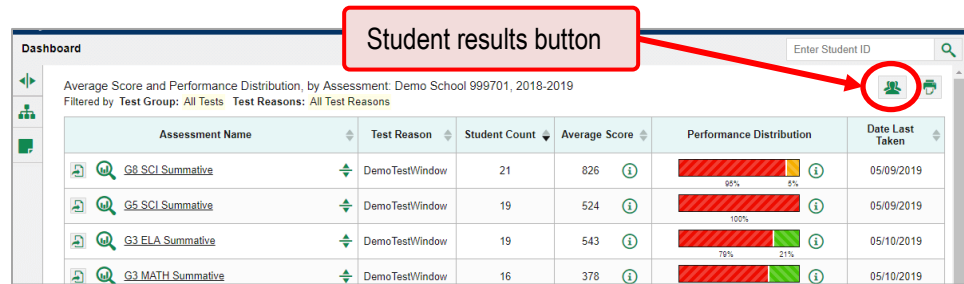 Student results button
Dashboard
Enter Student ID
Average Score and Performance Distribution, by Assessment: Demo School 999701, 2018-2019
Filtered by Test Group: All Tests Test Reasons: All Test Reasons
Assessment Name Test Reason Student Count Average Score Performance Distribution Date Last Taken
G8 SCI Summative DemoTestWindow 21 826 05/09/2019
95% 5%
G5 SCI Summative DemoTestWindow 19 524 05/09/2019
100%
G3 ELA Summative DemoTestWindow 19 543 05/10/2019
79% 21%
G3 MATH Summative DemoTestWindow 16 378 05/10/2019